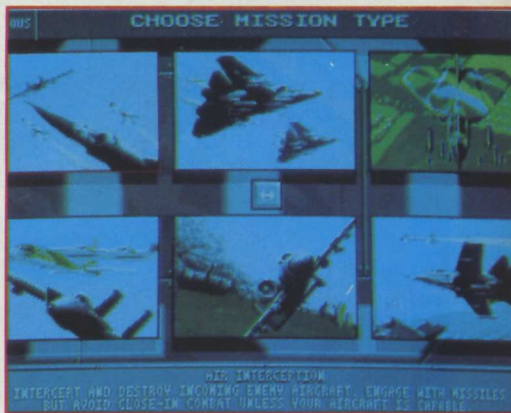 OUS
CHOOSE MISSION TYPE
AIR INTERCEPTION
INTERCEPT AND DESTROY INCOMING ENEMY AIRCRAFT. ENGAGE WITH MISSILES
BUT AVOID CLOSE-IN COMBAT UNLESS YOUR AIRCRAFT IS CAPABLE